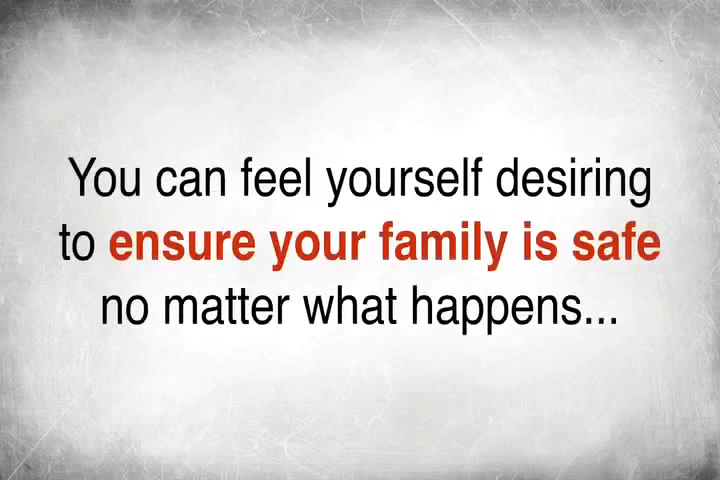 You can feel yourself desiring
to ensure your family is safe
no matter what happens...